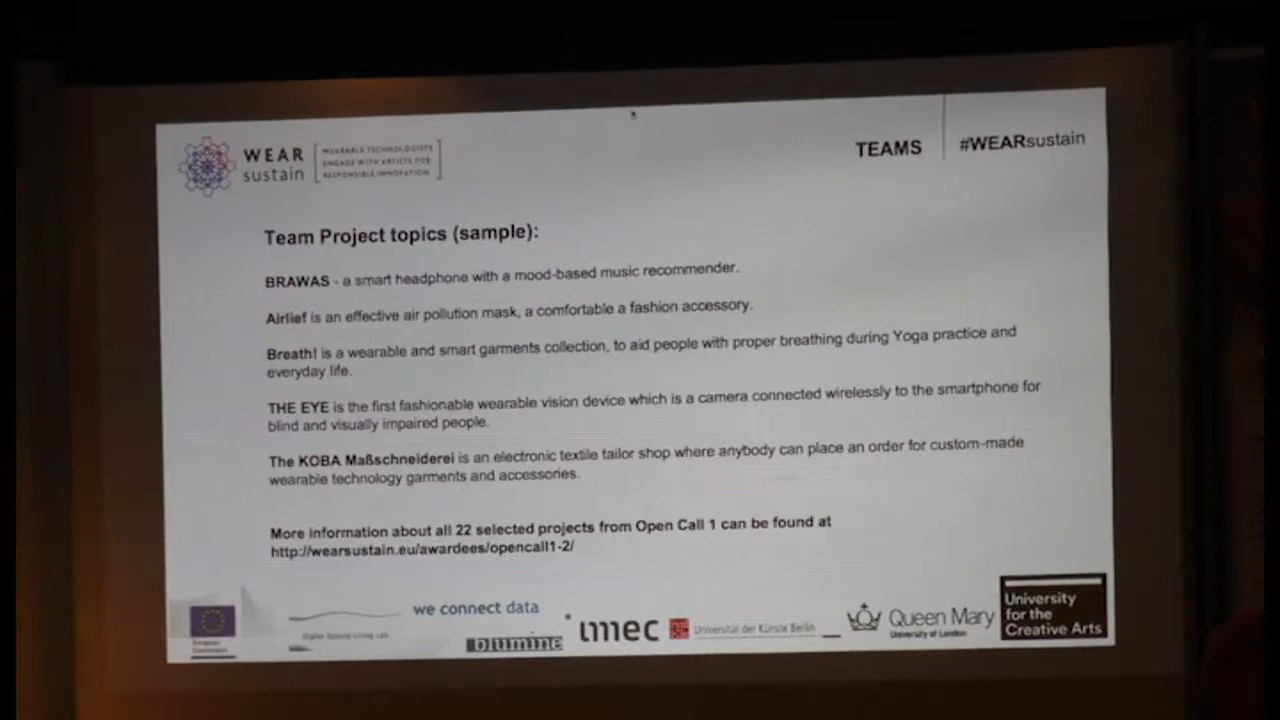 WEAR
sustain
WEARABLE TECHNOLOGISTS
ENGAGE WITH ARTISTS FOR
RESPONSIBLE INNOVATION
TEAMS
#WEARsustain
Team Project topics (sample):
BRAWAS - a smart headphone with a mood-based music recommender.
Airlief is an effective air pollution mask, a comfortable a fashion accessory.
Breath! is a wearable and smart garments collection, to aid people with proper breathing during Yoga practice and
everyday life.
THE EYE is the first fashionable wearable vision device which is a camera connected wirelessly to the smartphone for
blind and visually impaired people.
The KOBA Maßschneiderei is an electronic textile tailor shop where anybody can place an order for custom-made
wearable technology garments and accessories.
More information about all 22 selected projects from Open Call 1 can be found at
http://wearsustain.eu/awardees/opencall1-2/
European
Commission
we connect data
blumine
imec
Universität der Künste Berlin
Queen Mary
University of London
University
for the
Creative Arts